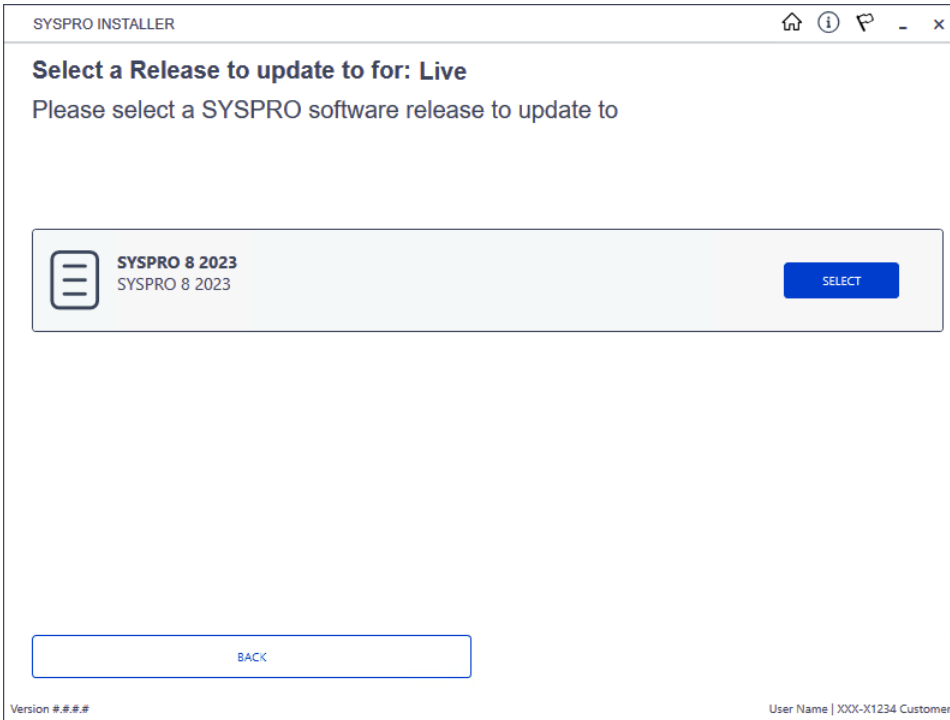 SYSPRO INSTALLER
Select a Release to update to for: Live
Please select a SYSPRO software release to update to
SYSPRO 8 2023
SYSPRO 8 2023
SELECT
BACK
Version #.#.#.#
User Name | XXX-X1234 Customer